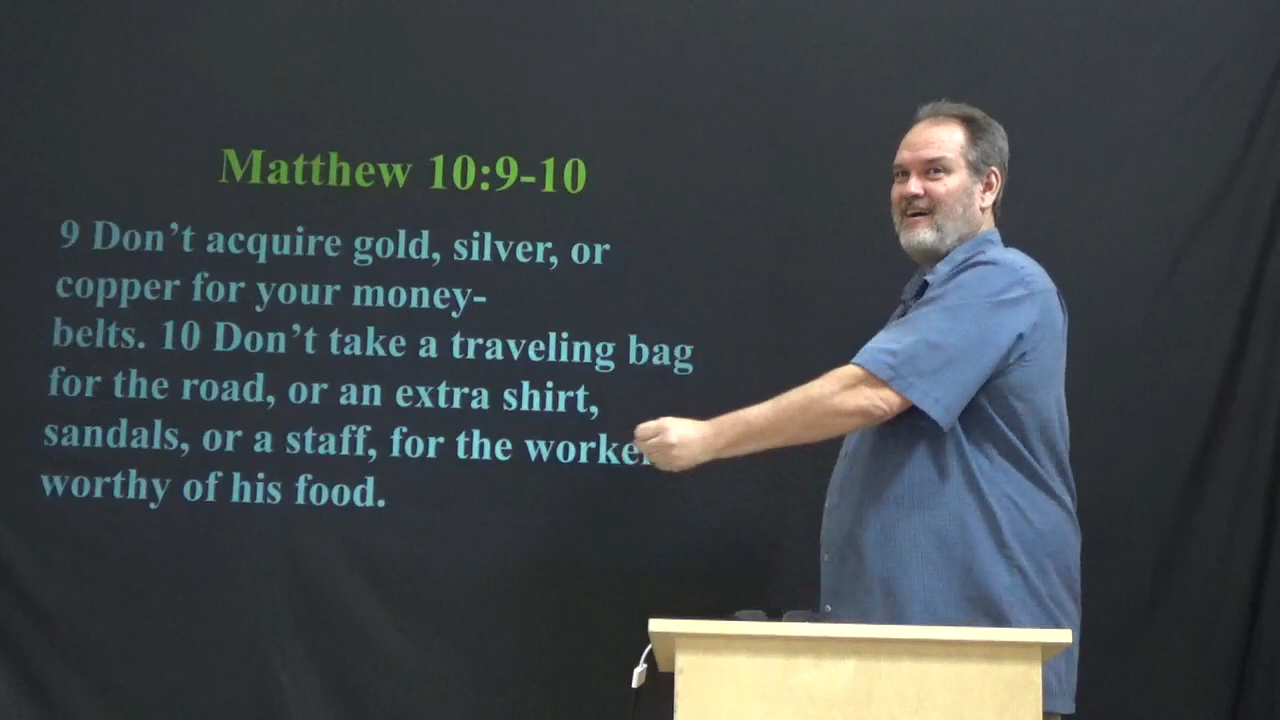 Matthew 10:9-10
9 Don’t acquire gold, silver, or
copper for your money-
belts. 10 Don’t take a traveling bag
for the road, or an extra shirt,
sandals, or a staff, for the
worthy of his food.